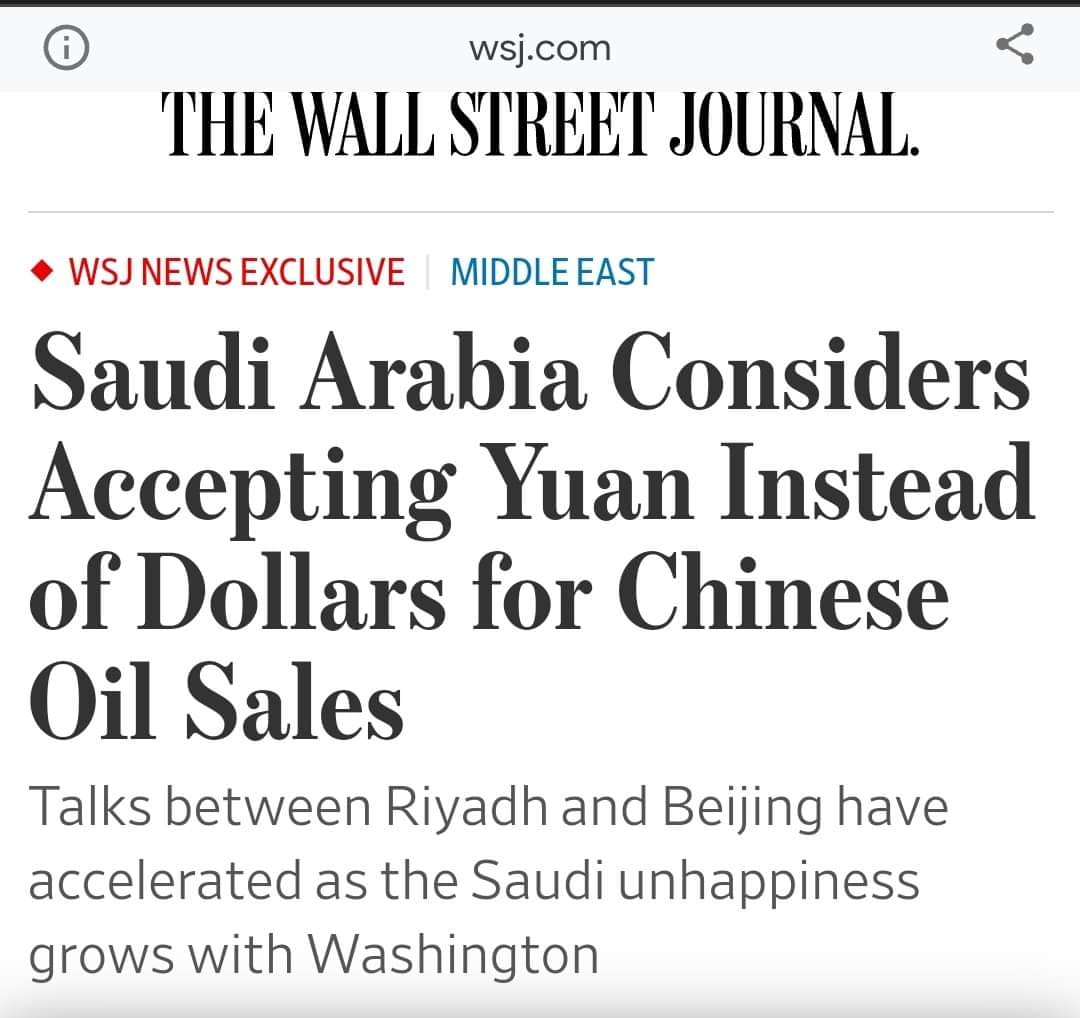 wsj.com
THE WALL STREET JOURNAL.
WSJ NEWS EXCLUSIVE | MIDDLE EAST
Saudi Arabia Considers
Accepting Yuan Instead
of Dollars for Chinese
Oil Sales
Talks between Riyadh and Beijing have
accelerated as the Saudi unhappiness
grows with Washington